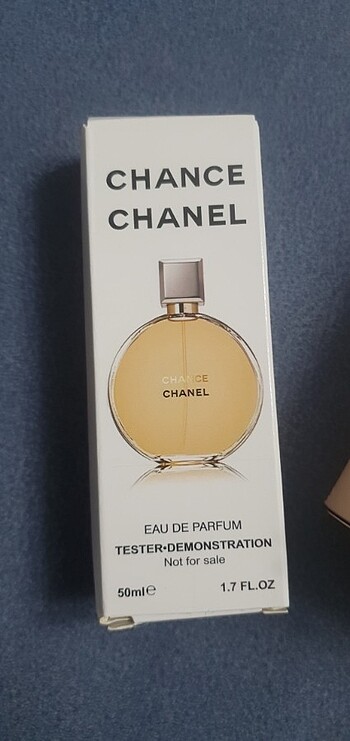 CHANCE
CHANEL
CHANCE
CHANEL
EAU DE PARFUM
TESTER•DEMONSTRATION
Not for sale
50ml℮ 1.7 FL.OZ